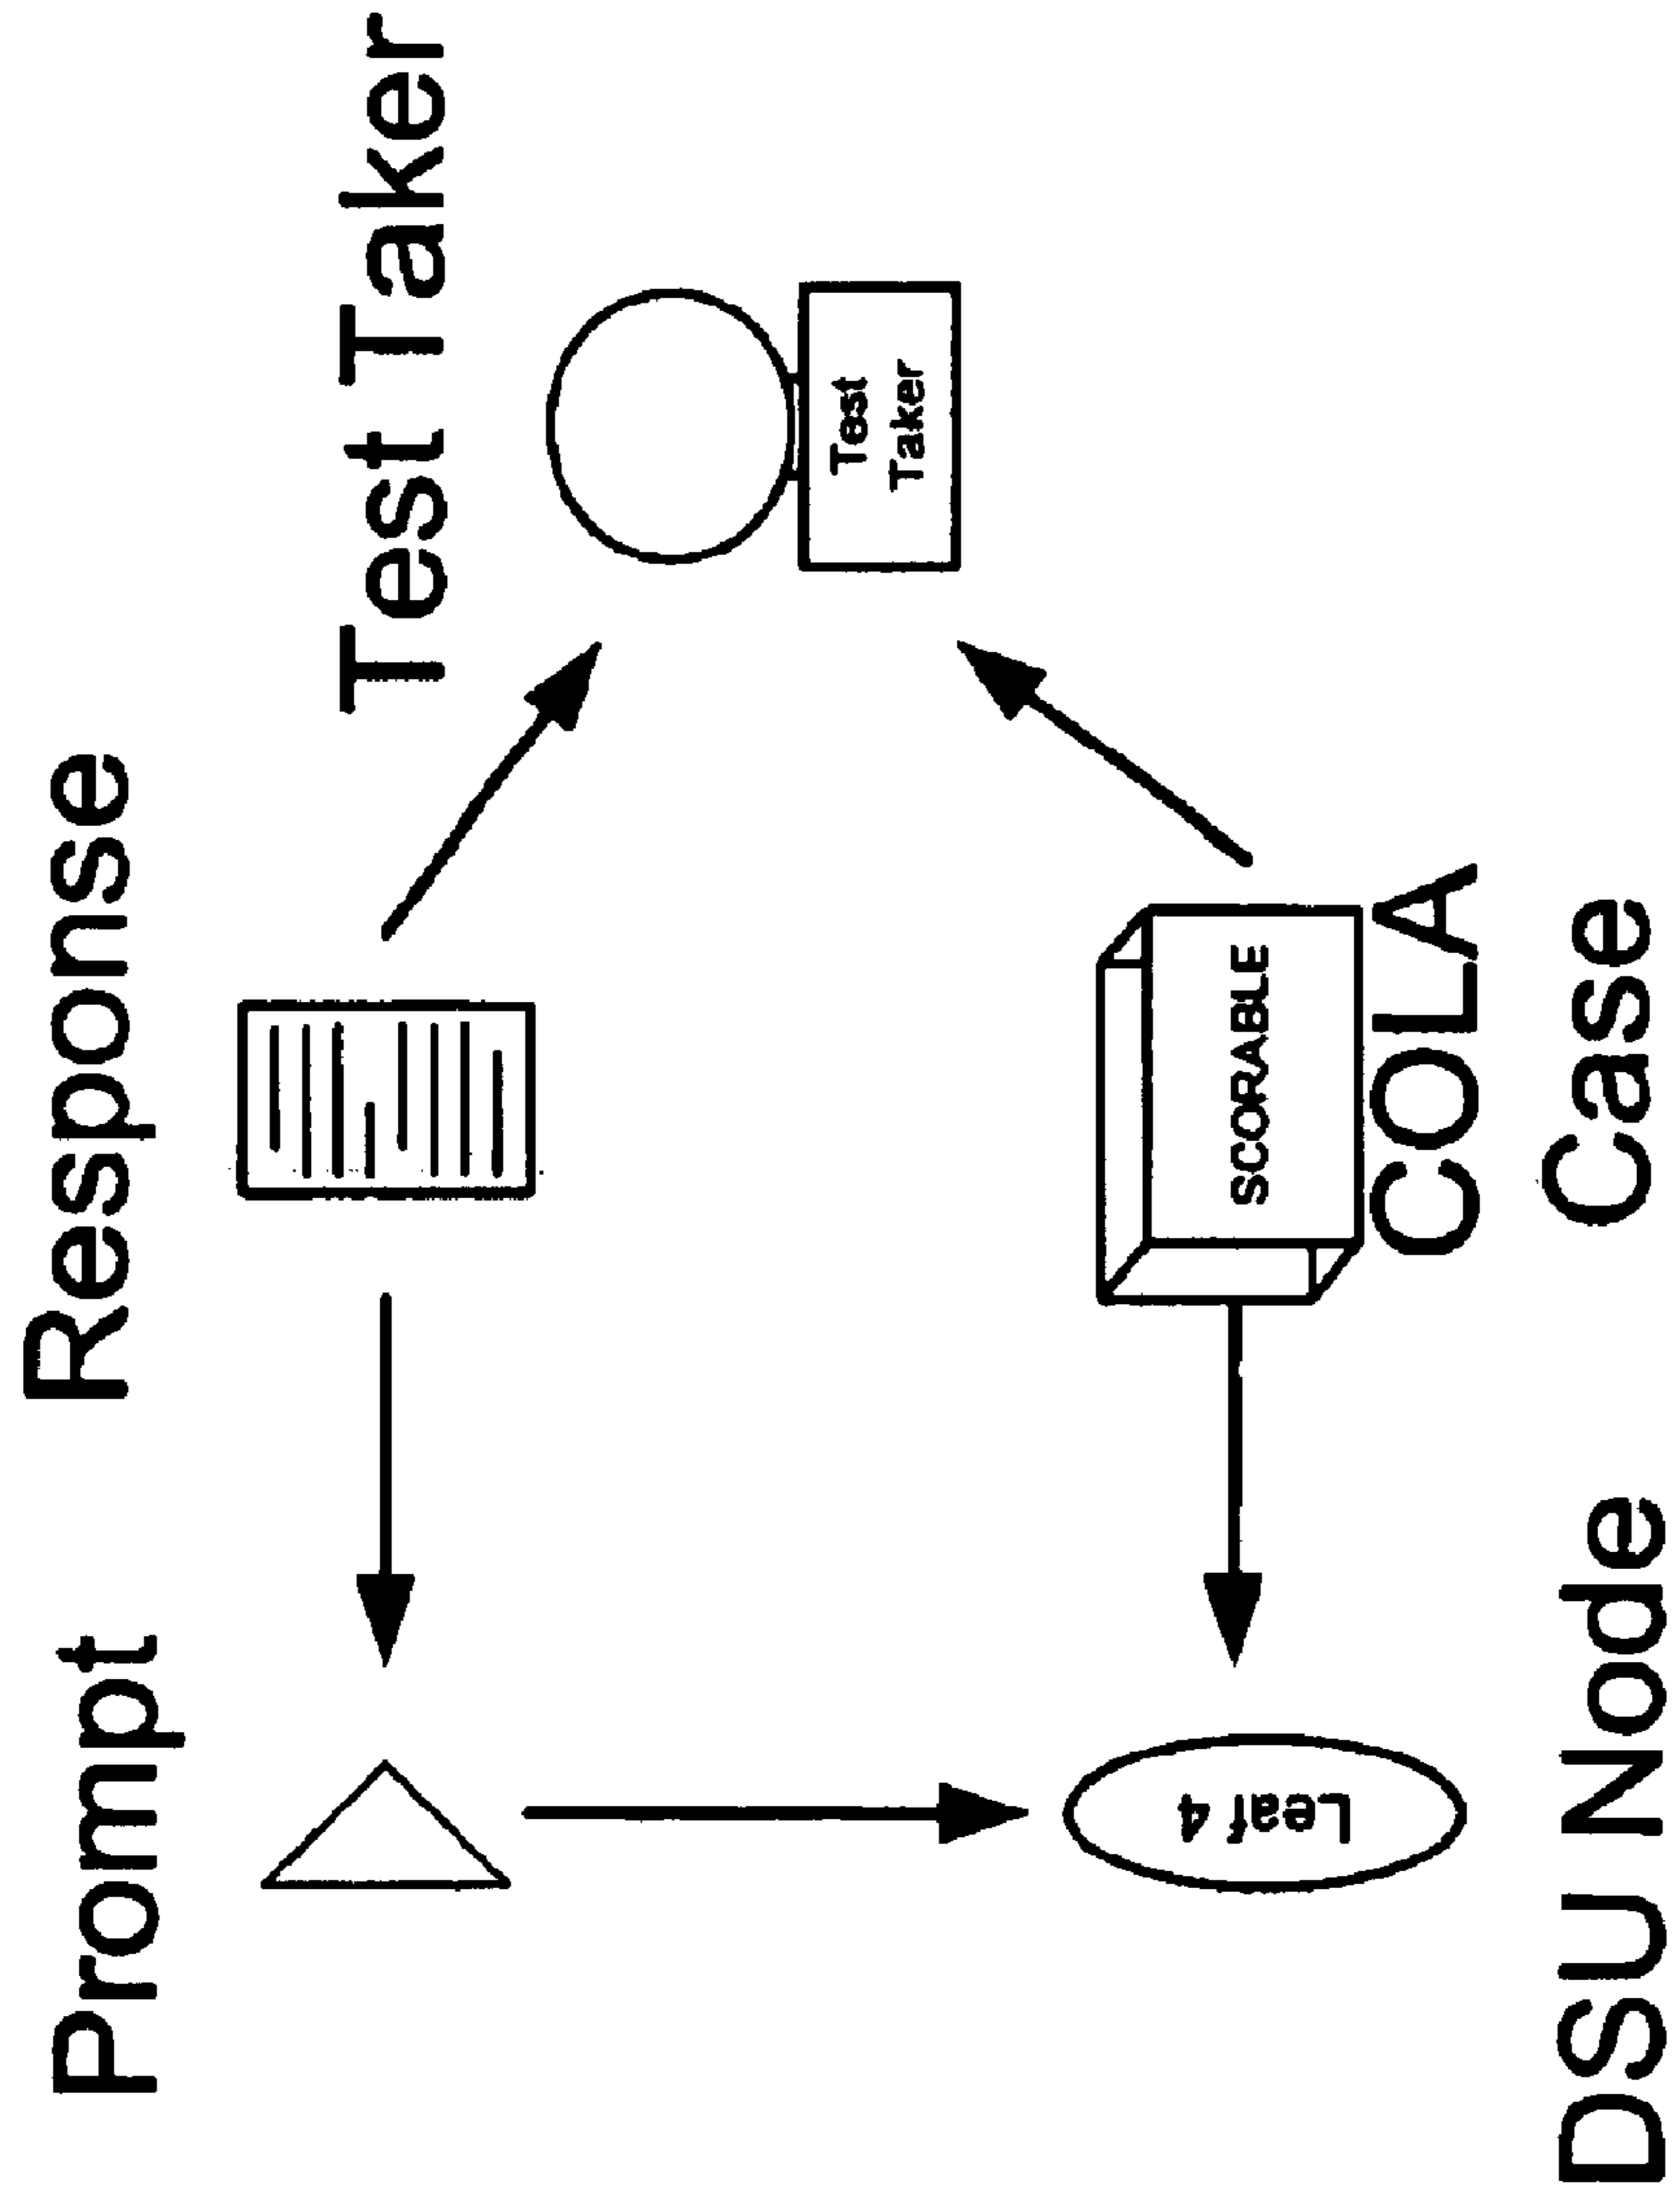 Prompt
Response
Test Taker
Test
Taker
Leaf 4
SCORABLE
COLA
DSU Node
Case